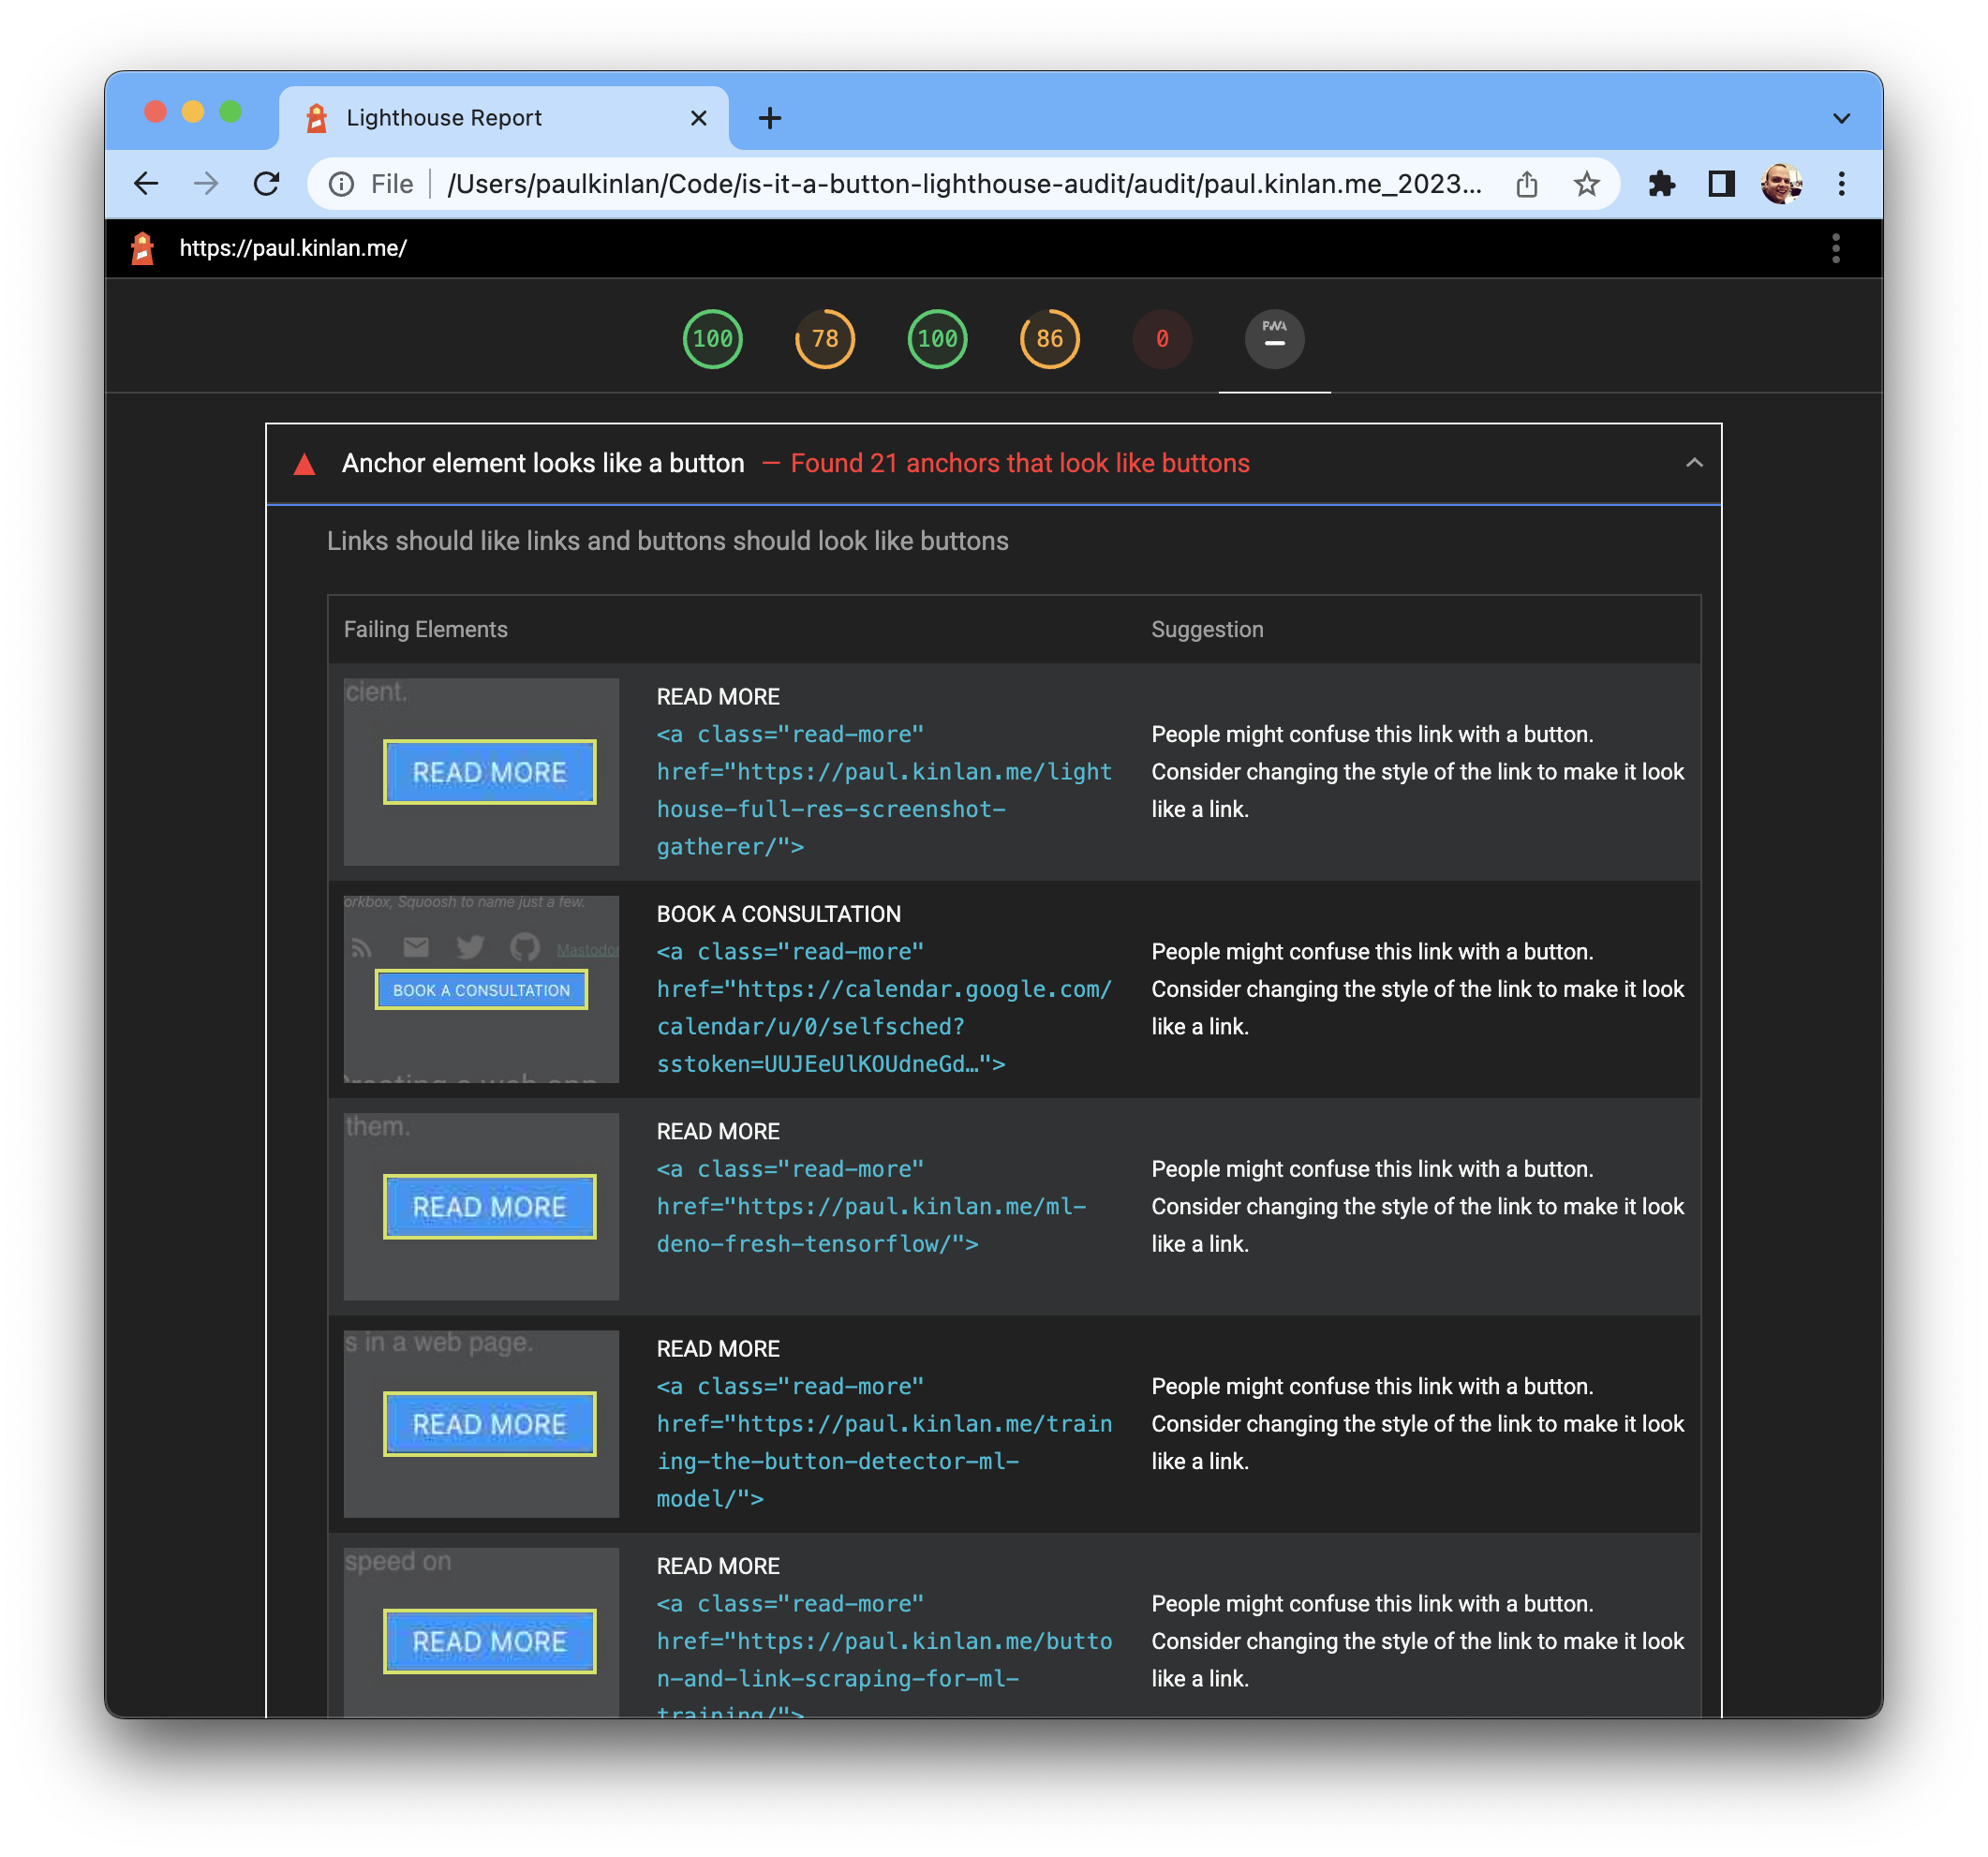 Lighthouse Report
File
/Users/paulkinlan/Code/is-it-a-button-lighthouse-audit/audit/paul.kinlan.me_2023...
https://paul.kinlan.me/
100 78 100 86 0 PWA
Anchor element looks like a button — Found 21 anchors that look like buttons
Links should like links and buttons should look like buttons
Failing Elements
Suggestion
cient.
READ MORE
READ MORE
<a class="read-more"
href="https://paul.kinlan.me/light
house-full-res-screenshot-
gatherer/">
People might confuse this link with a button.
Consider changing the style of the link to make it look
like a link.
orkbox, Squoosh to name just a few.
Mastodon
BOOK A CONSULTATION
BOOK A CONSULTATION
<a class="read-more"
href="https://calendar.google.com/
calendar/u/0/selfsched?
sstoken=UUJEeUlKOUdneGd…">
People might confuse this link with a button.
Consider changing the style of the link to make it look
like a link.
Creating a web app
them.
READ MORE
READ MORE
<a class="read-more"
href="https://paul.kinlan.me/ml-
deno-fresh-tensorflow/">
People might confuse this link with a button.
Consider changing the style of the link to make it look
like a link.
s in a web page.
READ MORE
READ MORE
<a class="read-more"
href="https://paul.kinlan.me/train
ing-the-button-detector-ml-
model/">
People might confuse this link with a button.
Consider changing the style of the link to make it look
like a link.
speed on
READ MORE
READ MORE
<a class="read-more"
href="https://paul.kinlan.me/butto
n-and-link-scraping-for-ml-
training/">
People might confuse this link with a button.
Consider changing the style of the link to make it look
like a link.